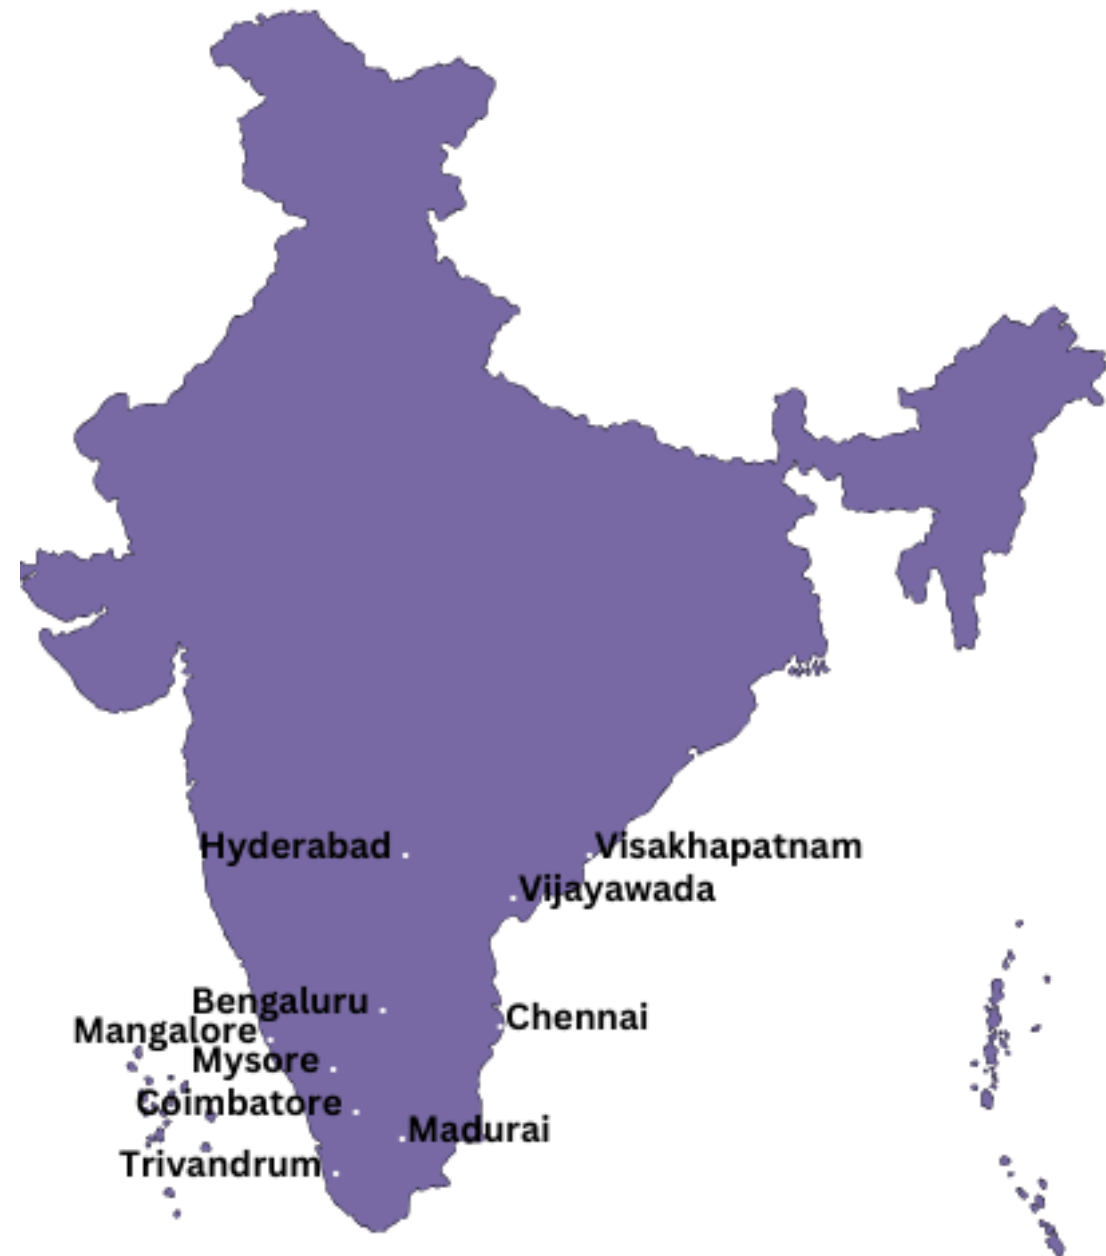 Hyderabad
Visakhapatnam
Vijayawada
Bengaluru
Chennai
Mangalore
Mysore
Coimbatore
Madurai
Trivandrum